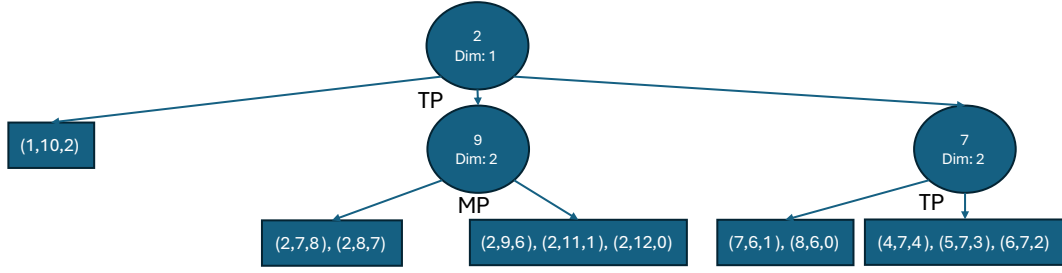 2
Dim: 1
TP
(1,10,2)
9
Dim: 2
7
Dim: 2
MP
TP
(2,7,8), (2,8,7)
(2,9,6), (2,11,1), (2,12,0)
(7,6,1), (8,6,0)
(4,7,4), (5,7,3), (6,7,2)